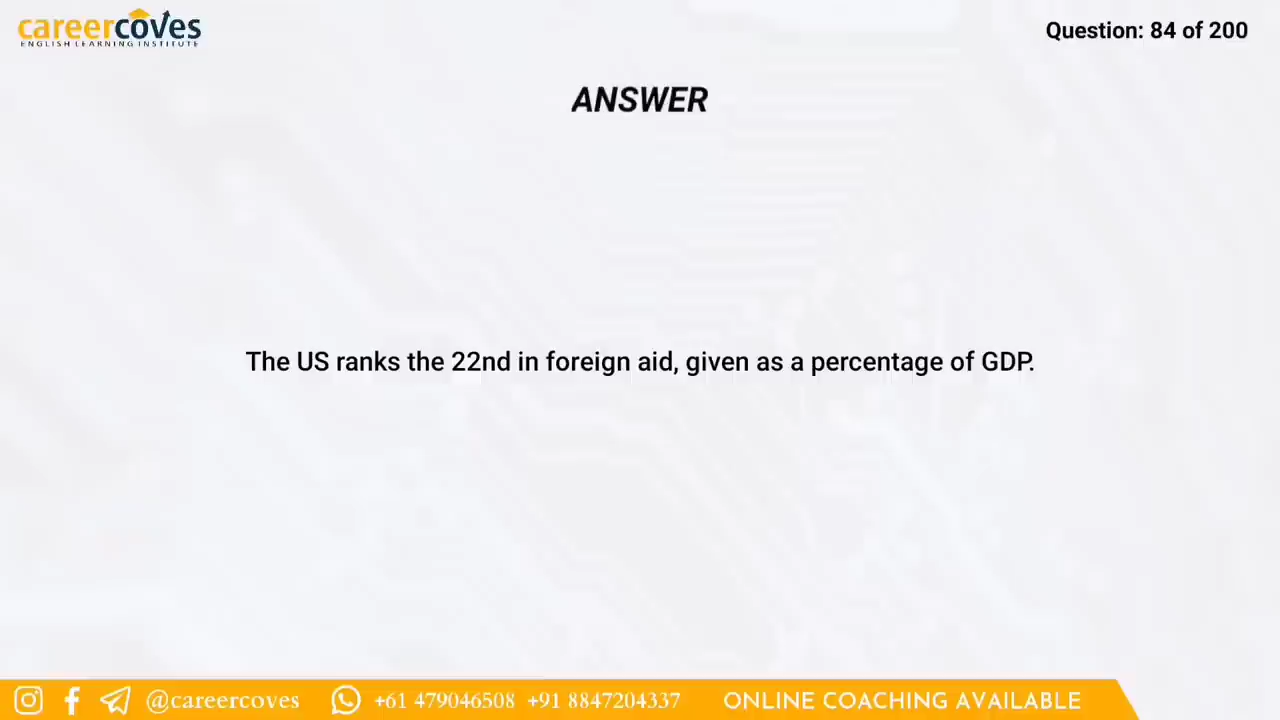 careercoves
ENGLISH LEARNING INSTITUTE
Question: 84 of 200
ANSWER
The US ranks the 22nd in foreign aid, given as a percentage of GDP.
@careercoves +61 479046508 +91 8847204337 ONLINE COACHING AVAILABLE